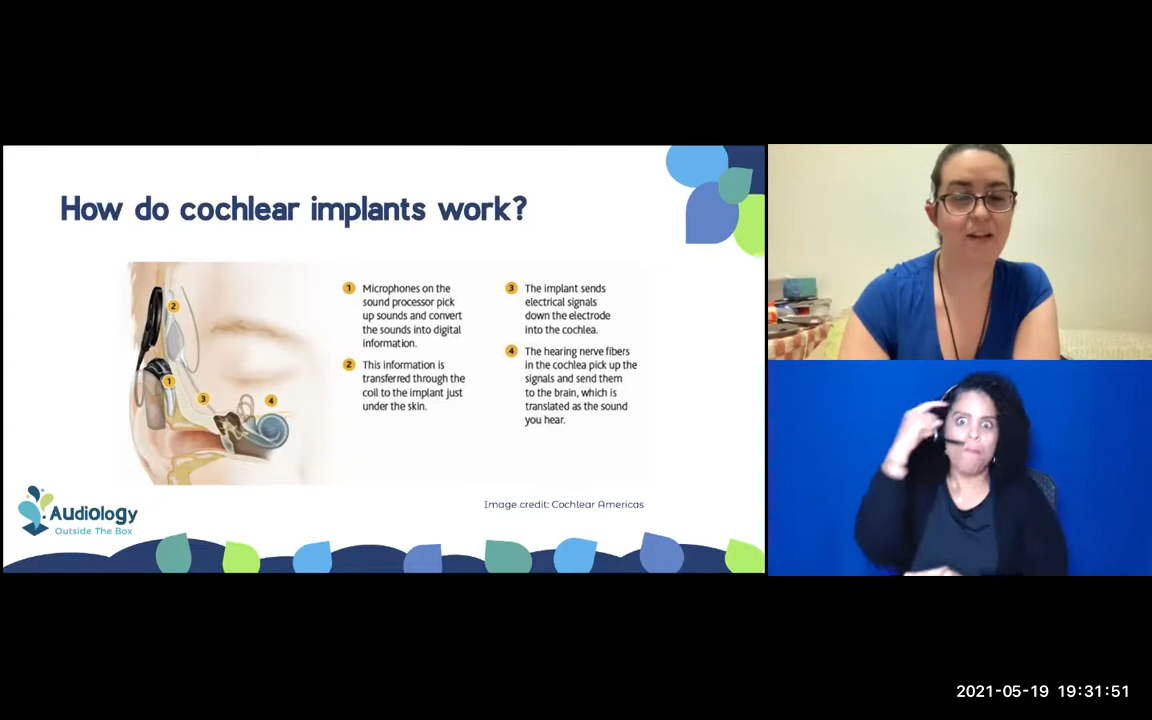 How do cochlear implants work?
2
1
3
4
1 Microphones on the
sound processor pick
up sounds and convert
the sounds into digital
information.
2 This information is
transferred through the
coil to the implant just
under the skin.
3 The implant sends
electrical signals
down the electrode
into the cochlea.
4 The hearing nerve fibers
in the cochlea pick up the
signals and send them
to the brain, which is
translated as the sound
you hear.
Image credit: Cochlear Americas
Audiology
Outside The Box
2021-05-19 19:31:51